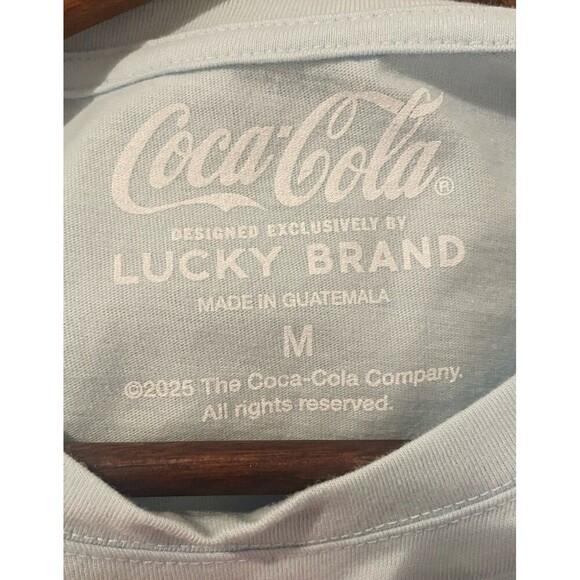 Coca-Cola®
DESIGNED EXCLUSIVELY BY
LUCKY BRAND
MADE IN GUATEMALA
M
©2025 The Coca-Cola Company.
All rights reserved.